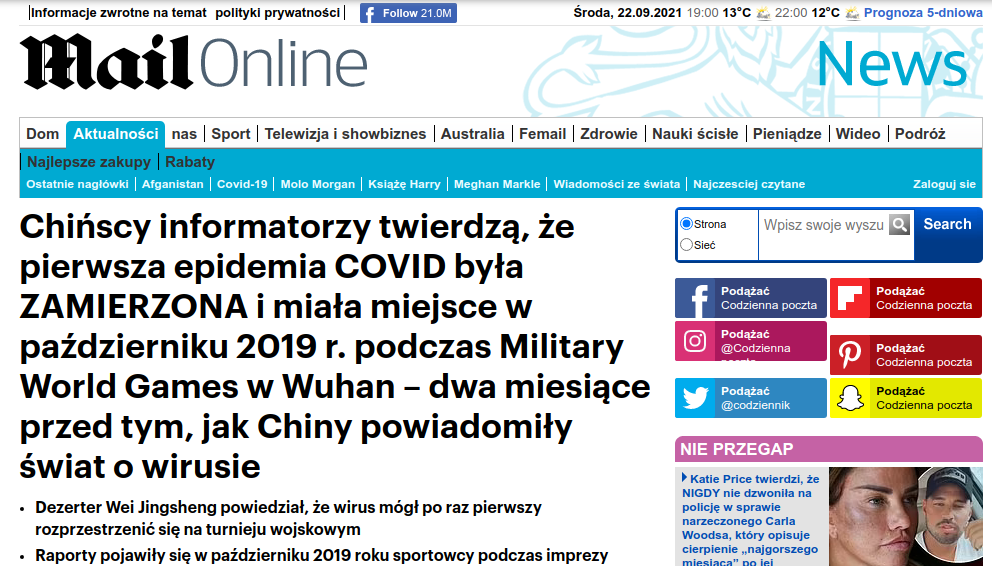 Informacje zwrotne na temat polityki prywatności
Follow 21.0M
Środa, 22.09.2021 19:00 13°C 22:00 12°C Prognoza 5-dniowa
Mail Online
News
Dom Aktualności nas Sport Telewizja i showbiznes Australia Femail Zdrowie Nauki ścisłe Pieniądze Wideo Podróż
Najlepsze zakupy Rabaty
Ostatnie nagłówki Afganistan Covid-19 Molo Morgan Książę Harry Meghan Markle Wiadomości ze świata Najczesciej czytane Zaloguj sie
Chińscy informatorzy twierdzą, że
pierwsza epidemia COVID była
ZAMIERZONA i miała miejsce w
październiku 2019 r. podczas Military
World Games w Wuhan – dwa miesiące
przed tym, jak Chiny powiadomiły
świat o wirusie
• Dezerter Wei Jingsheng powiedział, że wirus mógł po raz pierwszy
rozprzestrzenić się na turnieju wojskowym
• Raporty pojawiły się w październiku 2019 roku sportowcy podczas imprezy
Strona
Sieć
Wpisz swoje wyszu
Search
Podążać
Codzienna poczta
Podążać
Codzienna poczta
Podążać
@Codzienna
poczta
Podążać
Codzienna poczta
Podążać
@codziennik
Podążać
Codzienna poczta
NIE PRZEGAP
Katie Price twierdzi, że
NIGDY nie dzwoniła na
policję w sprawie
narzeczonego Carla
Woodsa, który opisuje
cierpienie „najgorszego
miesiąca” po jej